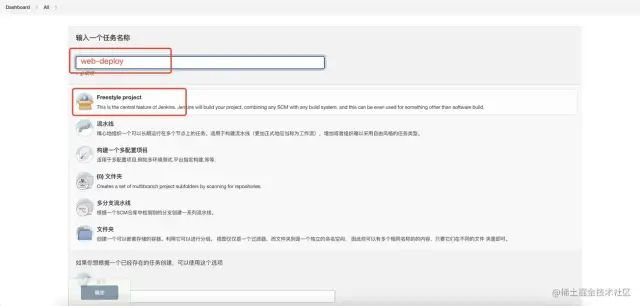 Dashboard All
输入一个任务名称
web-deploy
Freestyle project
This is the central feature of Jenkins. Jenkins will build your project, combining any SCM with any build system, and this can be even used for something other than software build.
流水线
精心地组织一个可以长期运行在多个节点上的任务。适用于构建流水线（更加正式地应当称为工作流），增加或者组织难以采用自由风格的任务类型。
构建一个多配置项目
适用于多配置项目,例如多环境测试,平台指定构建,等等.
文件夹
Creates a set of multibranch project subfolders by scanning for repositories.
多分支流水线
根据一个SCM仓库中检测到的分支创建一系列流水线。
文件夹
创建一个可以嵌套存储的容器。利用它可以进行分组。 视图仅仅是一个过滤器，而文件夹则是一个独立的命名空间， 因此你可以有多个相同名称的的内容，只要它们在不同的文件 夹里即可。
如果你想根据一个已经存在的任务创建，可以使用这个选项
确定
@稀土掘金技术社区